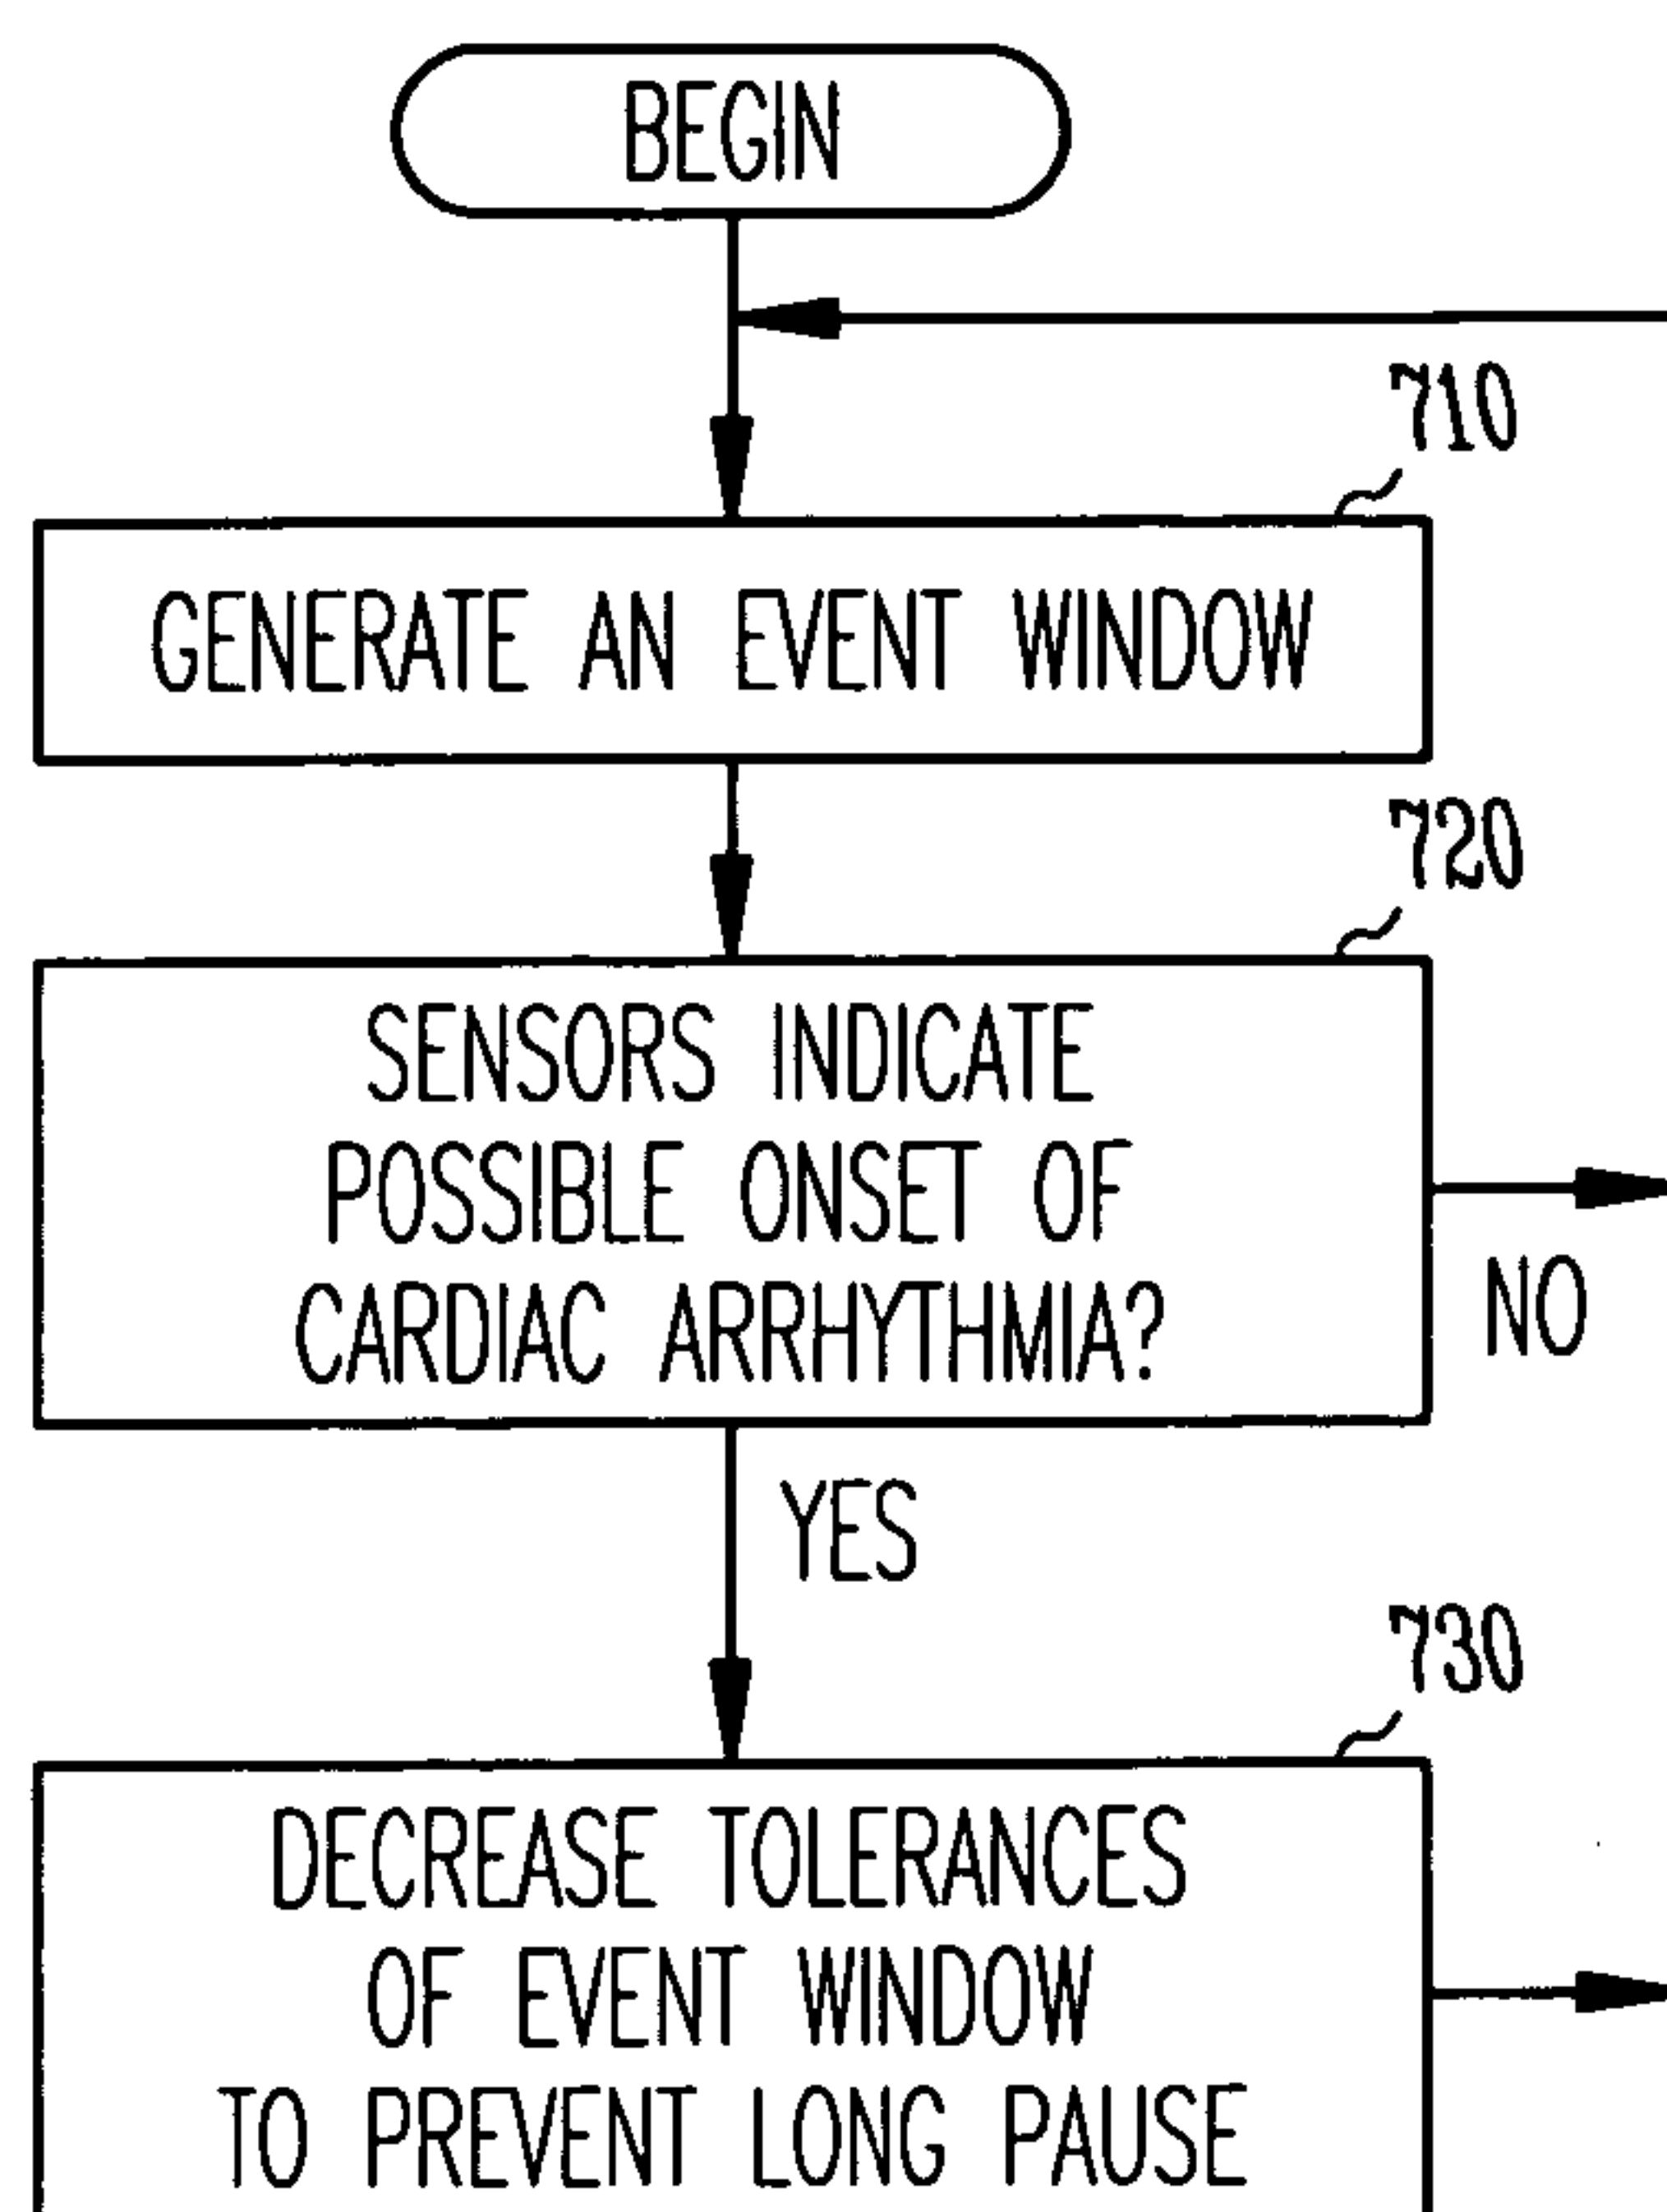 BEGIN
710
GENERATE AN EVENT WINDOW
720
SENSORS INDICATE
POSSIBLE ONSET OF
CARDIAC ARRHYTHMIA?
NO
YES
730
DECREASE TOLERANCES
OF EVENT WINDOW
TO PREVENT LONG PAUSE